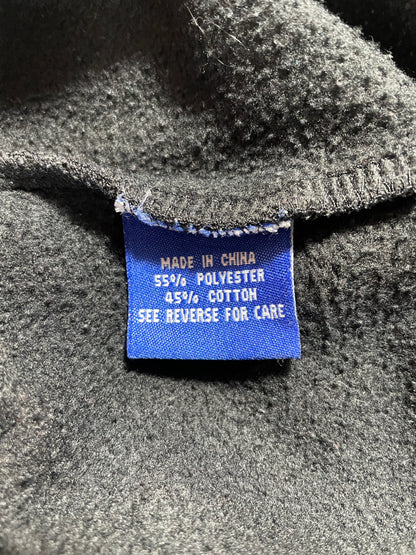 MADE IN CHINA
55% POLYESTER
45% COTTON
SEE REVERSE FOR CARE